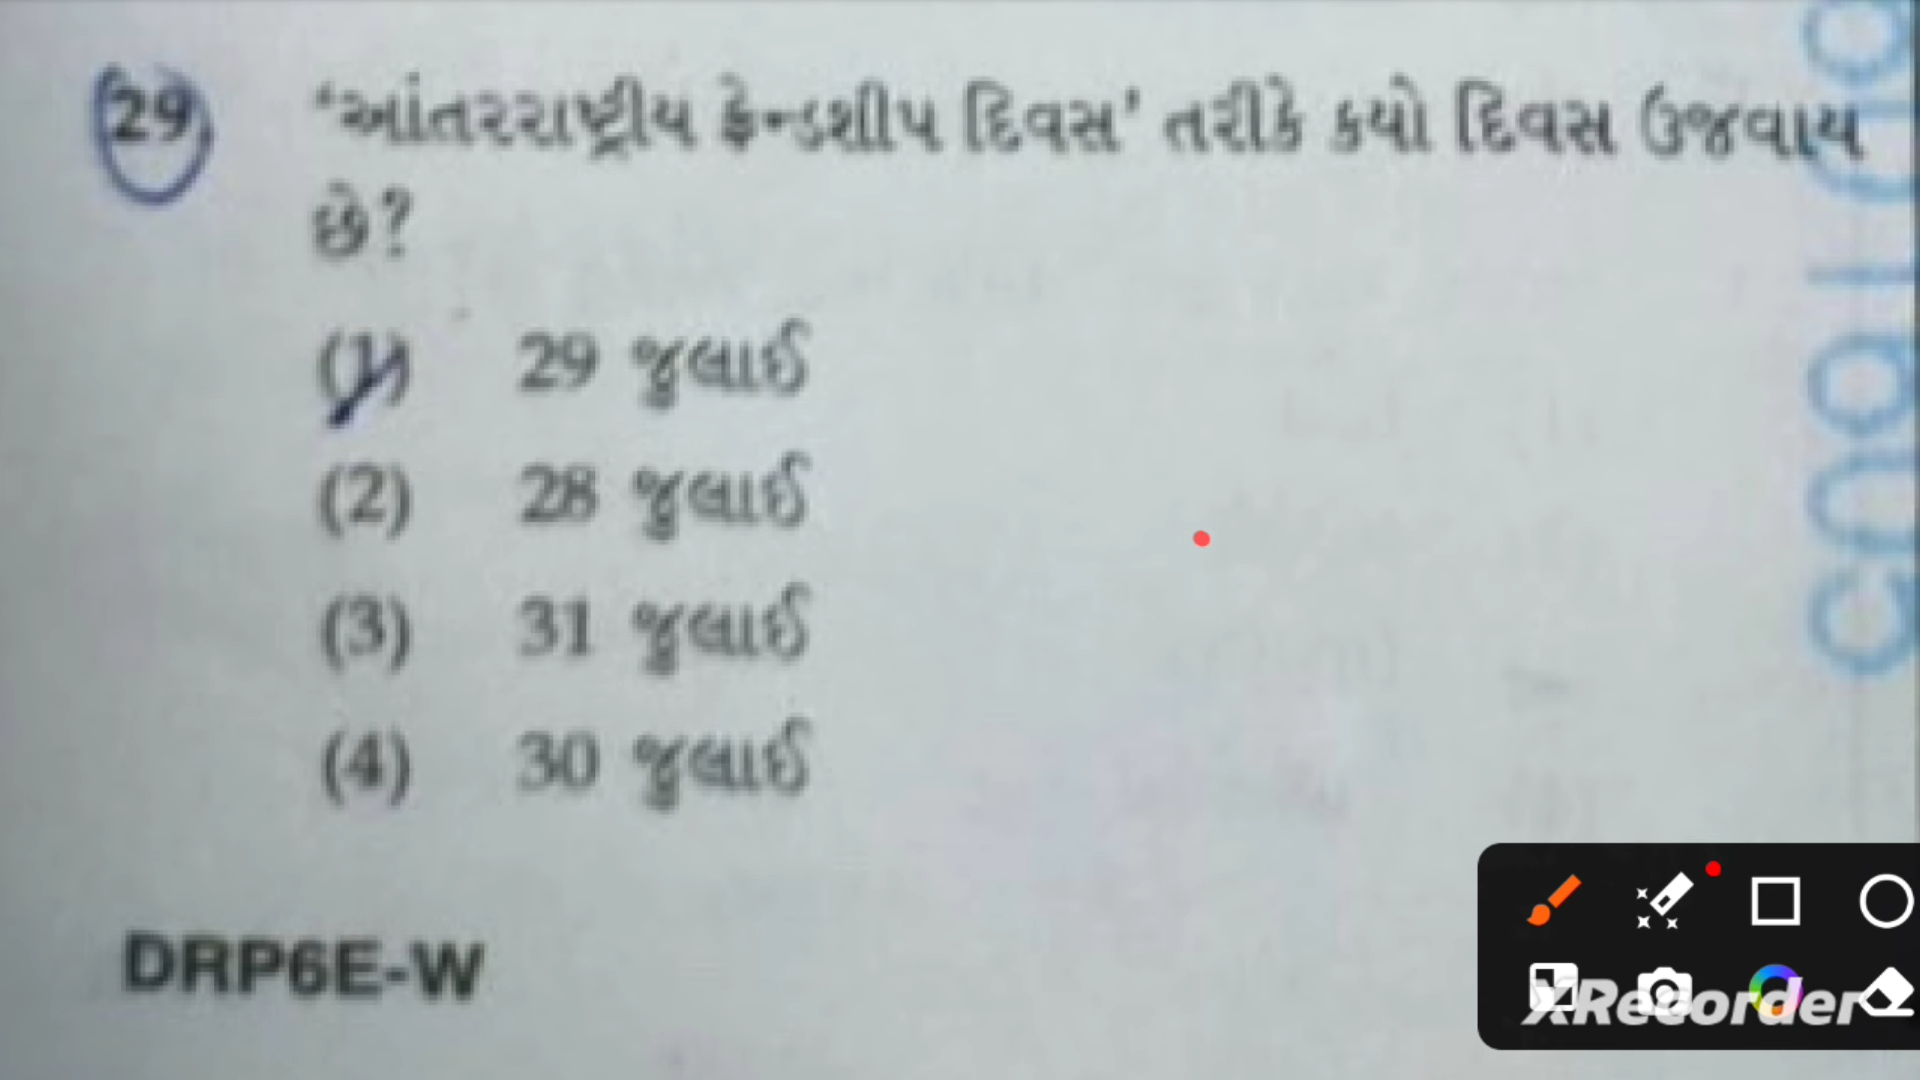 29. 'આંતરરાષ્ટ્રીય ફ્રેન્ડશીપ દિવસ' તરીકે કયો દિવસ ઉજવાય
છે?
(1) 29 જુલાઈ
(2) 28 જુલાઈ
(3) 31 જુલાઈ
(4) 30 જુલાઈ
DRP6E-W
XRecorder